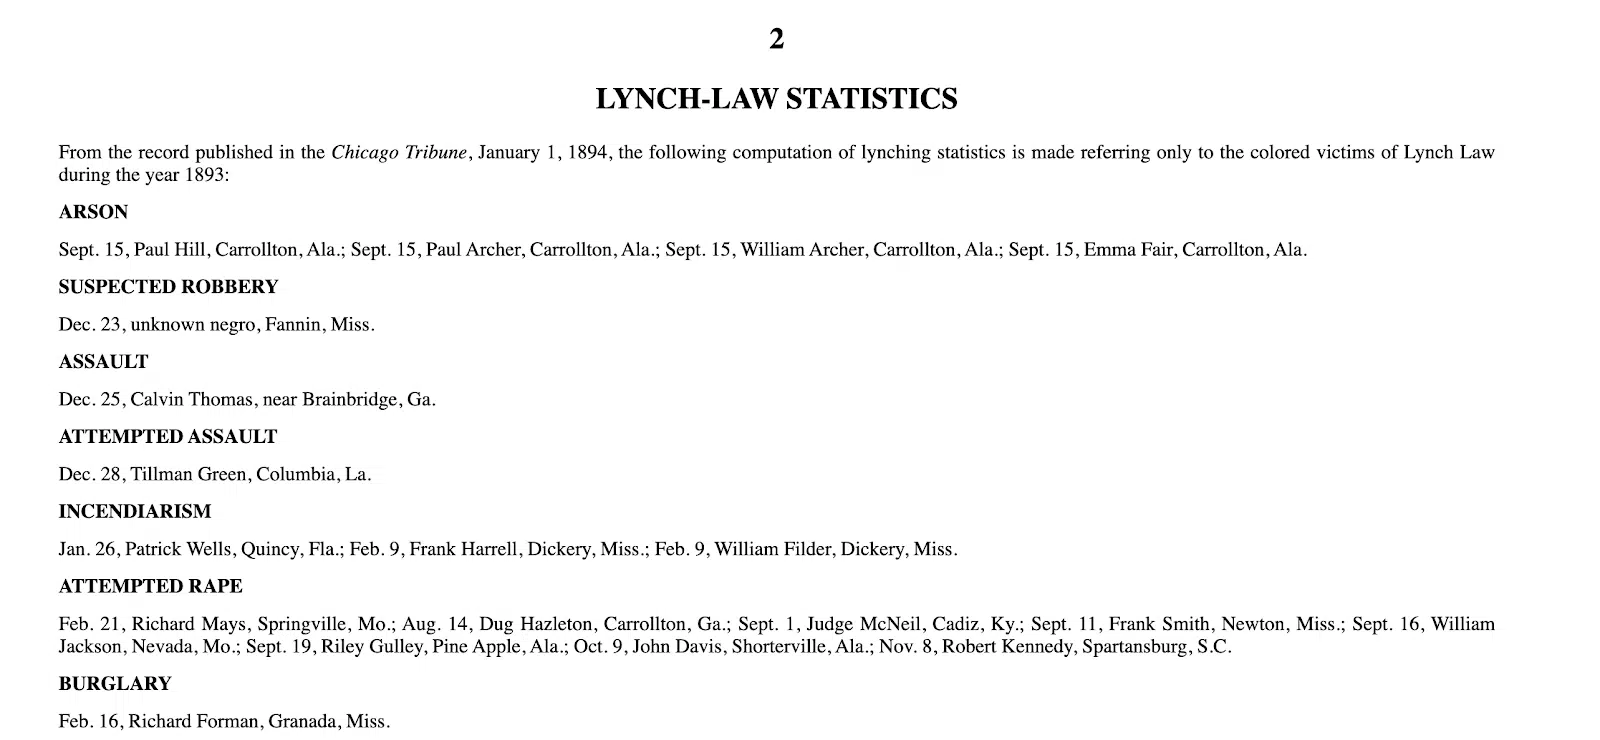 2
LYNCH-LAW STATISTICS
From the record published in the Chicago Tribune, January 1, 1894, the following computation of lynching statistics is made referring only to the colored victims of Lynch Law
during the year 1893:
ARSON
Sept. 15, Paul Hill, Carrollton, Ala.; Sept. 15, Paul Archer, Carrollton, Ala.; Sept. 15, William Archer, Carrollton, Ala.; Sept. 15, Emma Fair, Carrollton, Ala.
SUSPECTED ROBBERY
Dec. 23, unknown negro, Fannin, Miss.
ASSAULT
Dec. 25, Calvin Thomas, near Brainbridge, Ga.
ATTEMPTED ASSAULT
Dec. 28, Tillman Green, Columbia, La.
INCENDIARISM
Jan. 26, Patrick Wells, Quincy, Fla.; Feb. 9, Frank Harrell, Dickery, Miss.; Feb. 9, William Filder, Dickery, Miss.
ATTEMPTED RAPE
Feb. 21, Richard Mays, Springville, Mo.; Aug. 14, Dug Hazleton, Carrollton, Ga.; Sept. 1, Judge McNeil, Cadiz, Ky.; Sept. 11, Frank Smith, Newton, Miss.; Sept. 16, William
Jackson, Nevada, Mo.; Sept. 19, Riley Gulley, Pine Apple, Ala.; Oct. 9, John Davis, Shorterville, Ala.; Nov. 8, Robert Kennedy, Spartansburg, S.C.
BURGLARY
Feb. 16, Richard Forman, Granada, Miss.